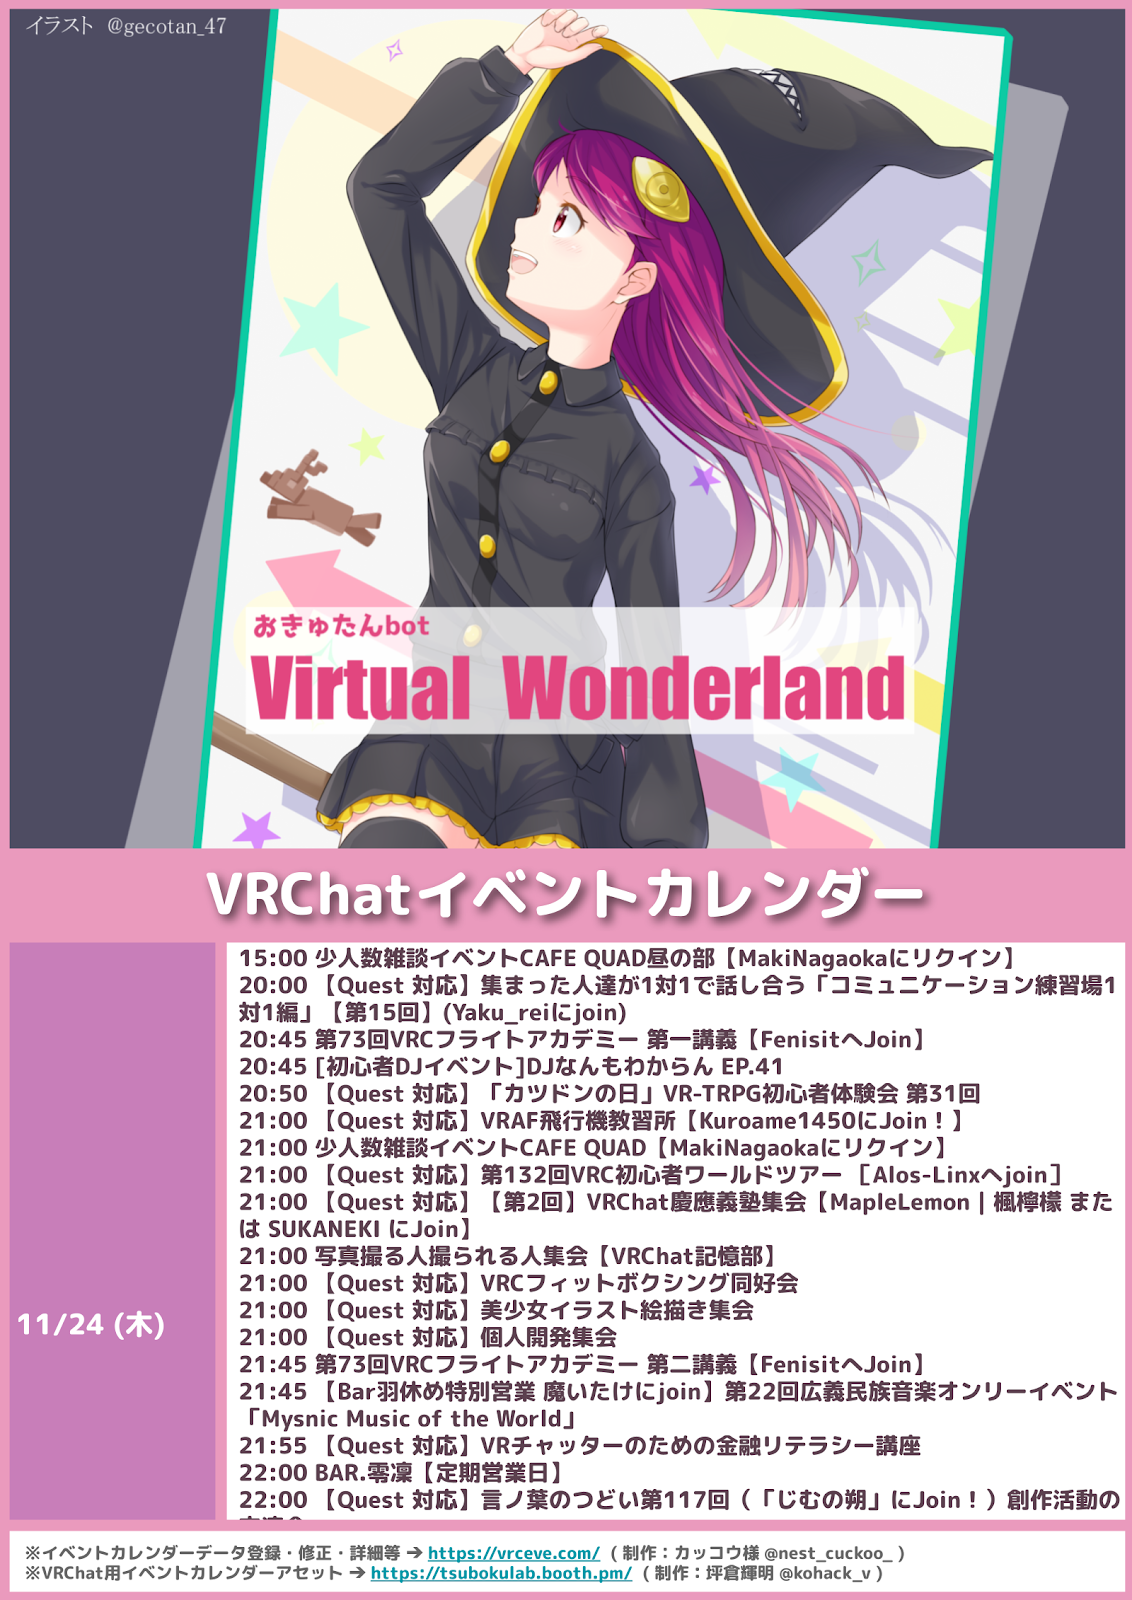 イラスト @gecotan_47
おきゅたんbot
Virtual Wonderland
VRChatイベントカレンダー
11/24 (木)
15:00 少人数雑談イベントCAFE QUAD昼の部【MakiNagaokaにリクイン】
20:00 【Quest 対応】集まった人達が1対1で話し合う「コミュニケーション練習場1
対1編」【第15回】(Yaku_reiにjoin)
20:45 第73回VRCフライトアカデミー 第一講義【FenisitへJoin】
20:45 [初心者DJイベント]DJなんもわからん EP.41
20:50 【Quest 対応】「カツドンの日」VR-TRPG初心者体験会 第31回
21:00 【Quest 対応】VRAF飛行機教習所【Kuroame1450にJoin！】
21:00 少人数雑談イベントCAFE QUAD【MakiNagaokaにリクイン】
21:00 【Quest 対応】第132回VRC初心者ワールドツアー ［Alos-Linxへjoin］
21:00 【Quest 対応】【第2回】VRChat慶應義塾集会【MapleLemon | 楓檸檬 また
は SUKANEKI にJoin】
21:00 写真撮る人撮られる人集会【VRChat記憶部】
21:00 【Quest 対応】VRCフィットボクシング同好会
21:00 【Quest 対応】美少女イラスト絵描き集会
21:00 【Quest 対応】個人開発集会
21:45 第73回VRCフライトアカデミー 第二講義【FenisitへJoin】
21:45 【Bar羽休め特別営業 魔いたけにjoin】第22回広義民族音楽オンリーイベント
「Mysnic Music of the World」
21:55 【Quest 対応】VRチャッターのための金融リテラシー講座
22:00 BAR.零凜【定期営業日】
22:00 【Quest 対応】言ノ葉のつどい第117回（「じむの朔」にJoin！）創作活動の
※イベントカレンダーデータ登録・修正・詳細等 ➔ https://vrceve.com/ ( 制作：カッコウ様 @nest_cuckoo_ )
※VRChat用イベントカレンダーアセット ➔ https://tsubokulab.booth.pm/ ( 制作：坪倉輝明 @kohack_v )